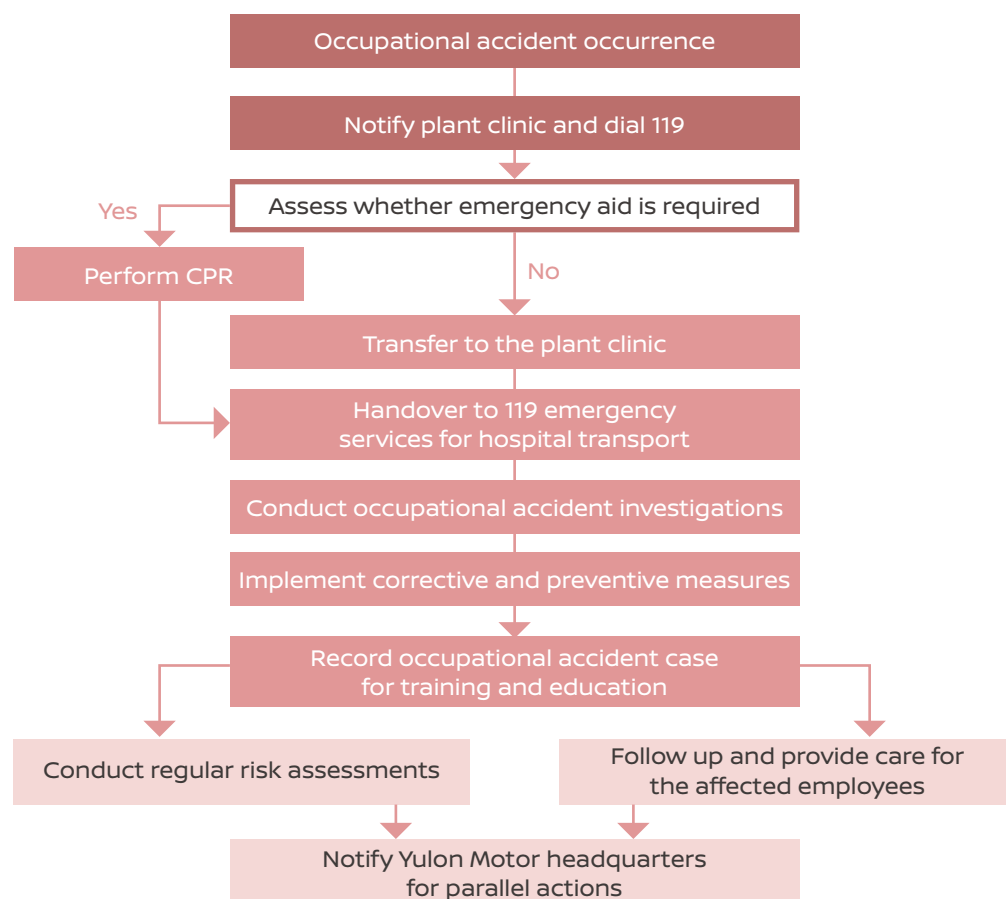 Occupational accident occurrence
Notify plant clinic and dial 119
Assess whether emergency aid is required
Yes
Perform CPR
No
Transfer to the plant clinic
Handover to 119 emergency
services for hospital transport
Conduct occupational accident investigations
Implement corrective and preventive measures
Record occupational accident case
for training and education
Conduct regular risk assessments
Follow up and provide care for
the affected employees
Notify Yulon Motor headquarters
for parallel actions